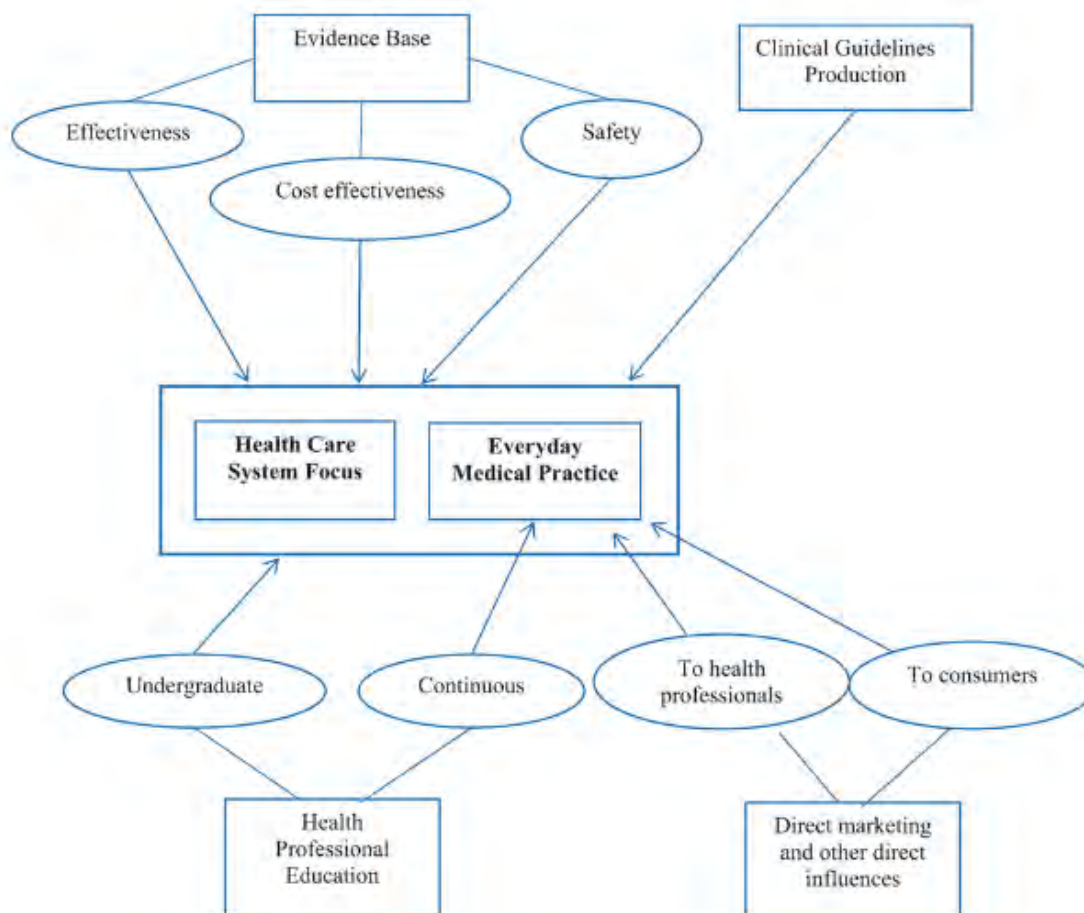 Evidence Base
Clinical Guidelines
Production
Effectiveness
Safety
Cost effectiveness
Health Care
System Focus
Everyday
Medical Practice
Undergraduate
Continuous
To health
professionals
To consumers
Health
Professional
Education
Direct marketing
and other direct
influences